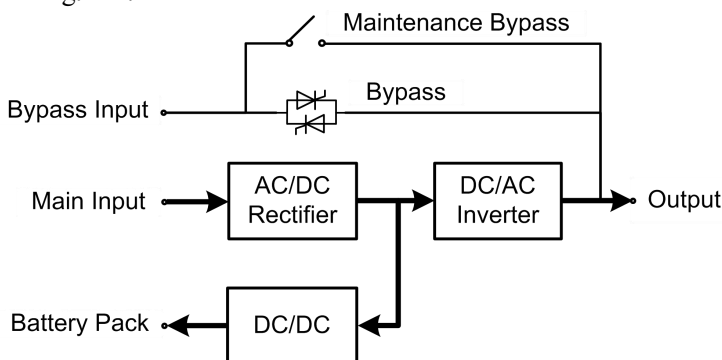 Maintenance Bypass
Bypass Input
Bypass
Main Input
AC/DC
Rectifier
DC/AC
Inverter
Output
Battery Pack
DC/DC